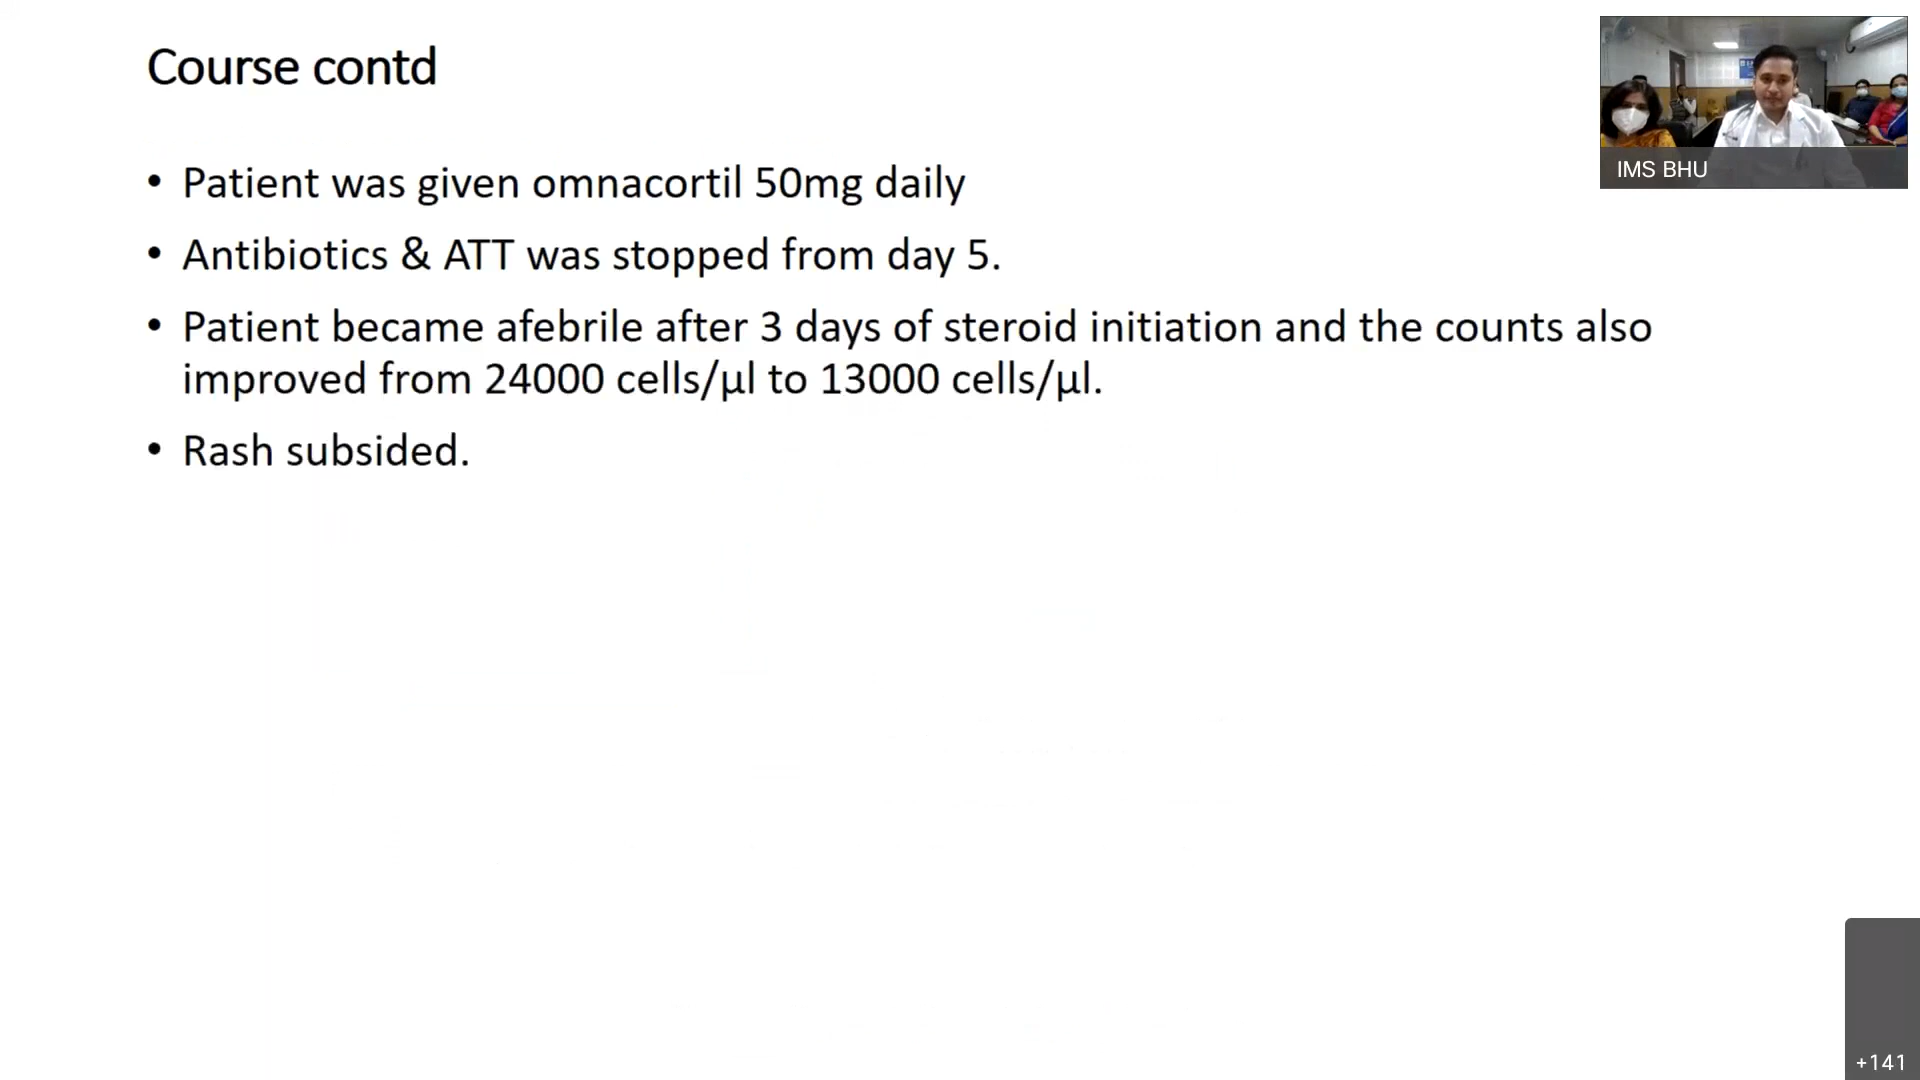 Course contd
• Patient was given omnacortil 50mg daily
• Antibiotics & ATT was stopped from day 5.
• Patient became afebrile after 3 days of steroid initiation and the counts also
improved from 24000 cells/µl to 13000 cells/µl.
• Rash subsided.
IMS BHU
+141